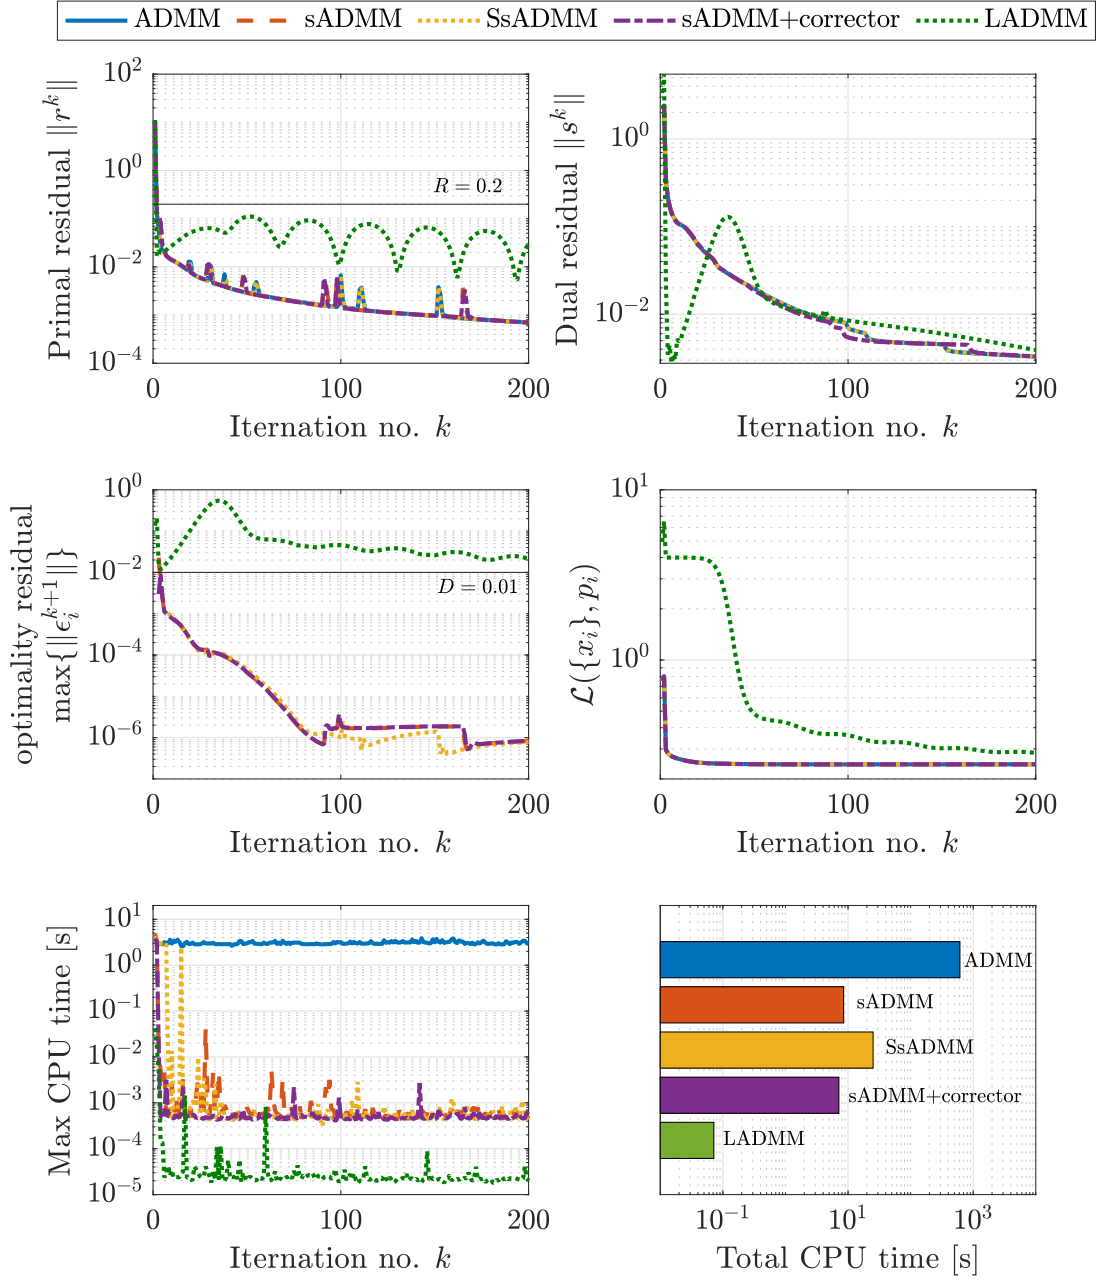 ADMM sADMM SsADMM sADMM+corrector LADMM
Primal residual ‖r^k‖
10^2
10^0
10^−2
10^−4
R = 0.2
0 100 200
Iternation no. k
Dual residual ‖s^k‖
10^0
10^−2
0 100 200
Iternation no. k
optimality residual
max{‖ϵ_i^{k+1}‖}
10^0
10^−2
10^−4
10^−6
D = 0.01
0 100 200
Iternation no. k
ℒ({x_i}, p_i)
10^1
10^0
0 100 200
Iternation no. k
Max CPU time [s]
10^1
10^0
10^−1
10^−2
10^−3
10^−4
10^−5
0 100 200
Iternation no. k
ADMM
sADMM
SsADMM
sADMM+corrector
LADMM
10^−1 10^1 10^3
Total CPU time [s]